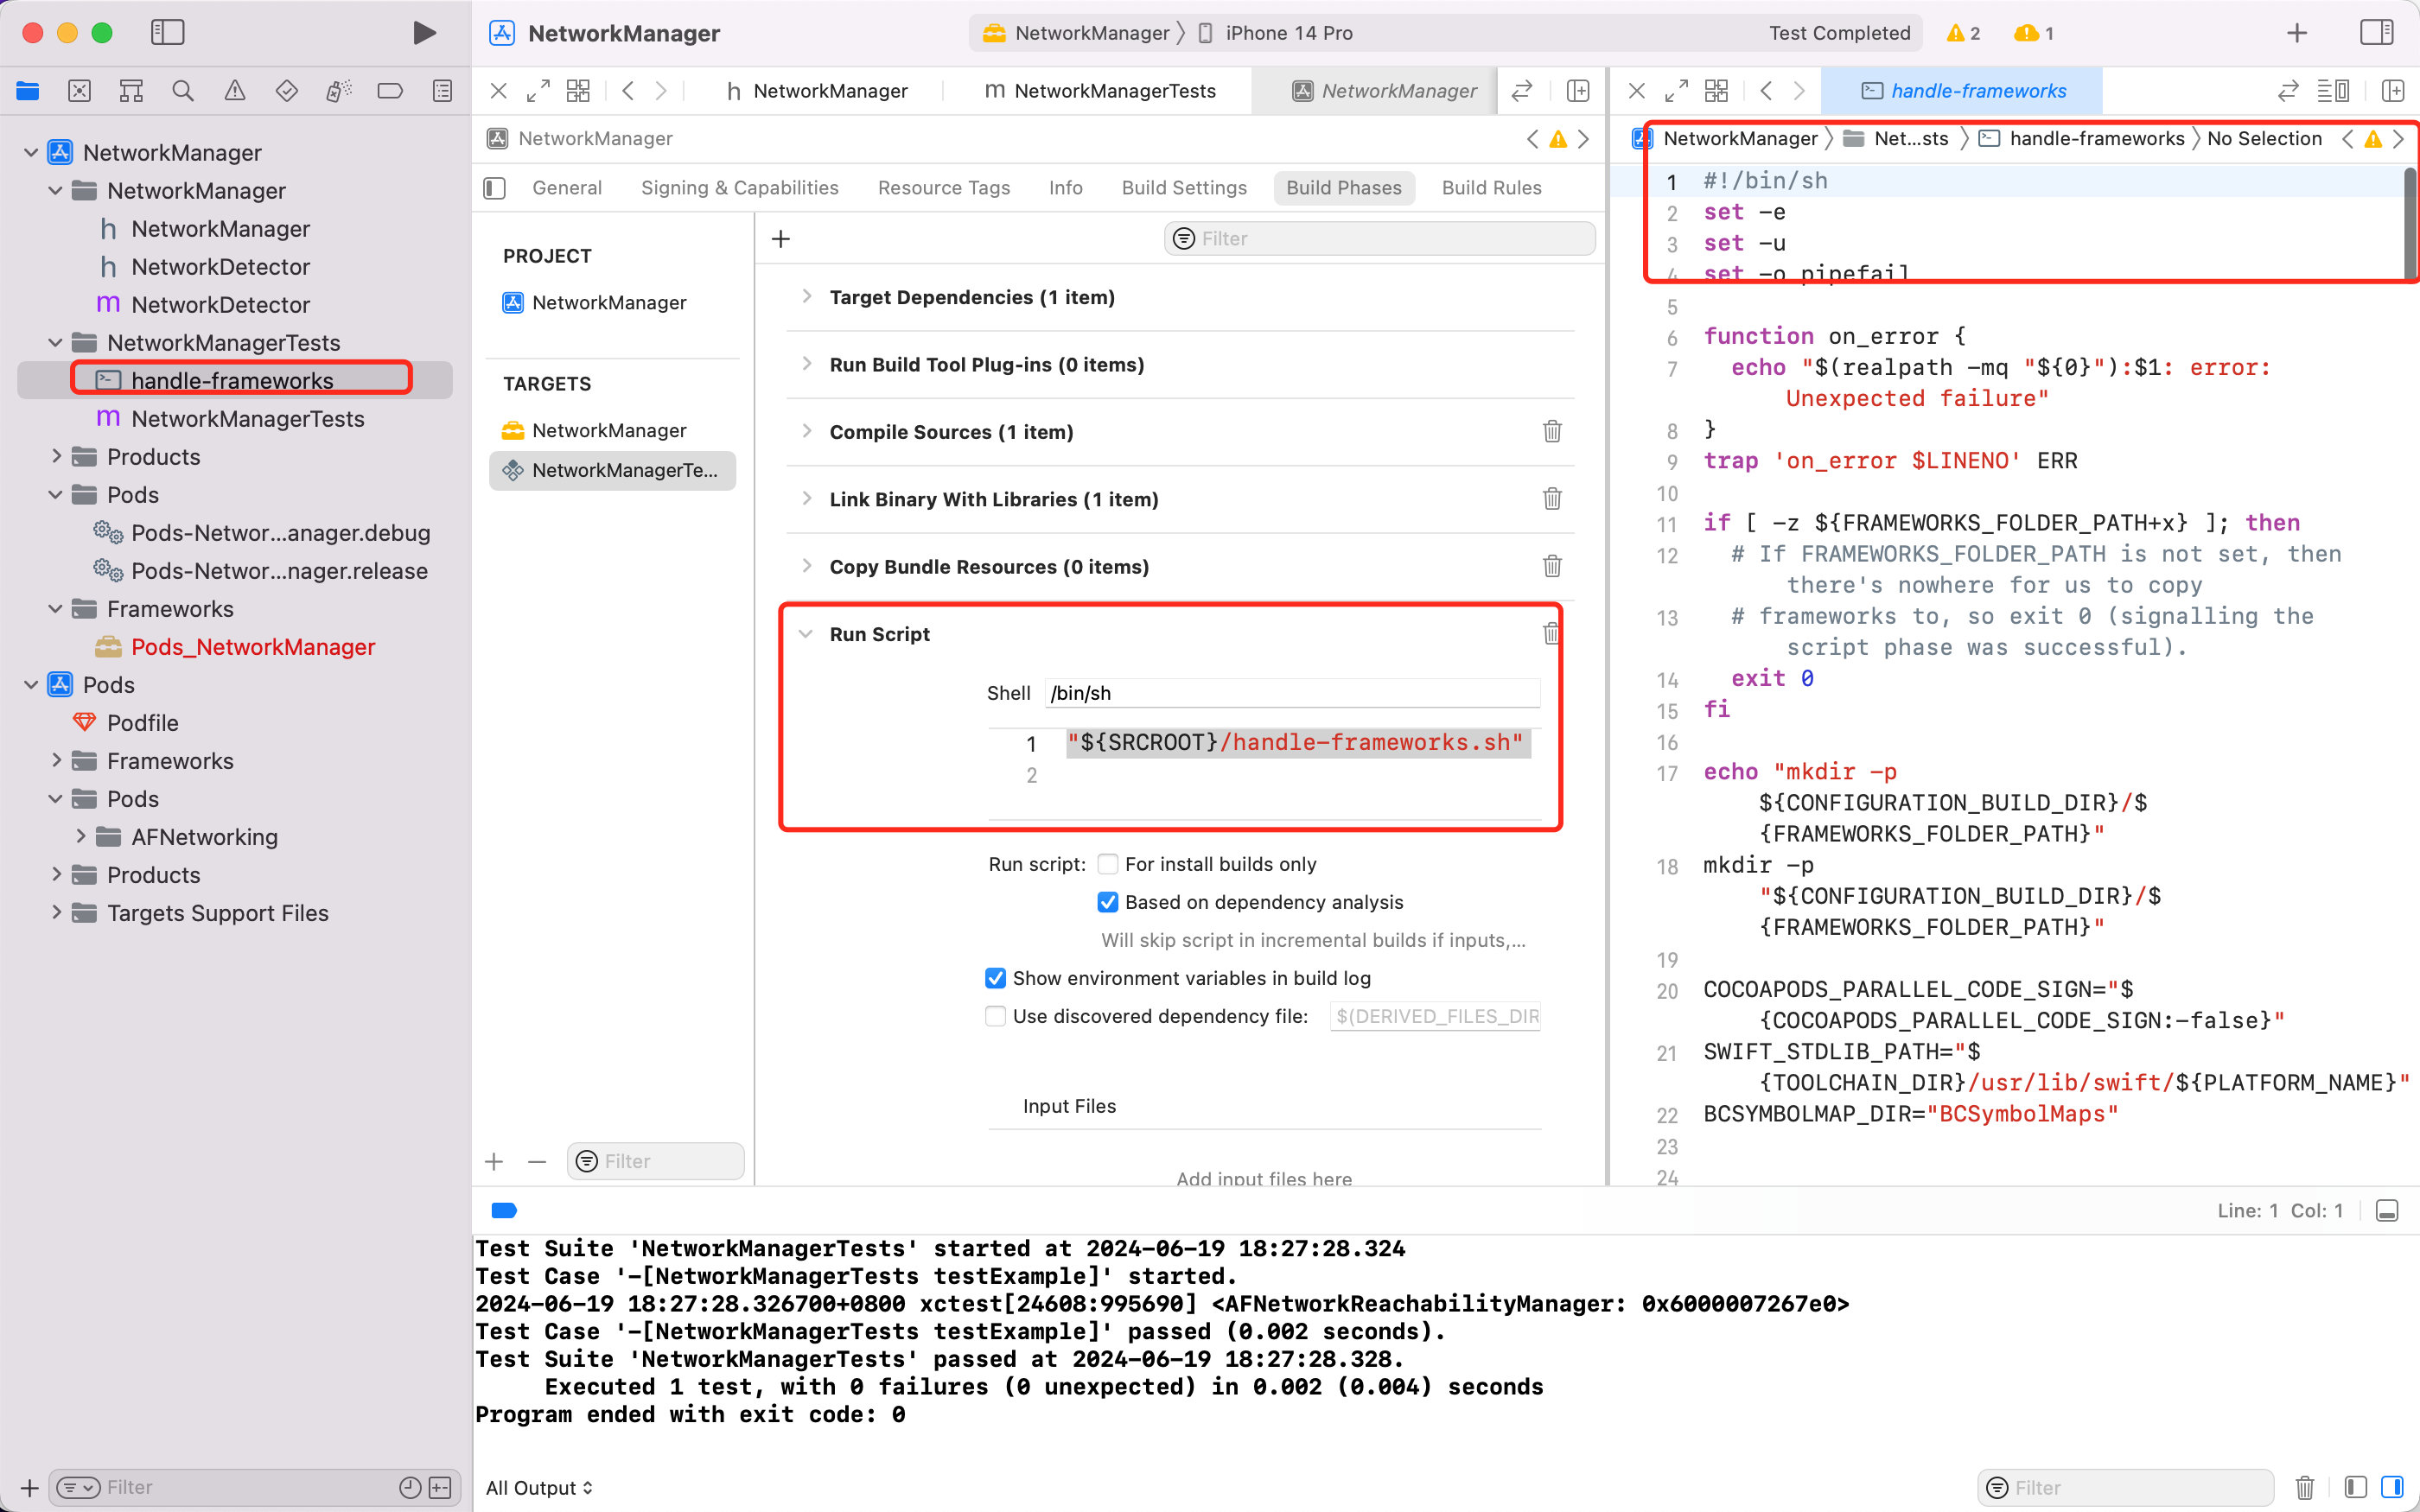 NetworkManager
NetworkManager
iPhone 14 Pro
Test Completed
2
1
NetworkManager
NetworkManagerTests
NetworkManager
handle-frameworks
NetworkManager
NetworkManager
Net...sts
handle-frameworks
No Selection
General
Signing & Capabilities
Resource Tags
Info
Build Settings
Build Phases
Build Rules
NetworkManager
NetworkManager
NetworkManager
NetworkDetector
NetworkDetector
NetworkManagerTests
handle-frameworks
NetworkManagerTests
Products
Pods
Pods-Networ...anager.debug
Pods-Networ...nager.release
Frameworks
Pods_NetworkManager
Pods
Podfile
Frameworks
Pods
AFNetworking
Products
Targets Support Files
Filter
PROJECT
NetworkManager
TARGETS
NetworkManager
NetworkManagerTe...
Filter
Filter
Target Dependencies (1 item)
Run Build Tool Plug-ins (0 items)
Compile Sources (1 item)
Link Binary With Libraries (1 item)
Copy Bundle Resources (0 items)
Run Script
Shell /bin/sh
1 "${SRCROOT}/handle-frameworks.sh"
2
Run script: For install builds only
Based on dependency analysis
Will skip script in incremental builds if inputs,...
Show environment variables in build log
Use discovered dependency file: $(DERIVED_FILES_DIR
Input Files
Add input files here
1 #!/bin/sh
2 set -e
3 set -u
4 set -o pipefail
5
6 function on_error {
7 echo "$(realpath -mq "${0}"):$1: error:
Unexpected failure"
8 }
9 trap 'on_error $LINENO' ERR
10
11 if [ -z ${FRAMEWORKS_FOLDER_PATH+x} ]; then
12 # If FRAMEWORKS_FOLDER_PATH is not set, then
there's nowhere for us to copy
13 # frameworks to, so exit 0 (signalling the
script phase was successful).
14 exit 0
15 fi
16
17 echo "mkdir -p
${CONFIGURATION_BUILD_DIR}/$
{FRAMEWORKS_FOLDER_PATH}"
18 mkdir -p
"${CONFIGURATION_BUILD_DIR}/$
{FRAMEWORKS_FOLDER_PATH}"
19
20 COCOAPODS_PARALLEL_CODE_SIGN="$
{COCOAPODS_PARALLEL_CODE_SIGN:-false}"
21 SWIFT_STDLIB_PATH="$
{TOOLCHAIN_DIR}/usr/lib/swift/${PLATFORM_NAME}"
22 BCSYMBOLMAP_DIR="BCSymbolMaps"
23
24
Line: 1 Col: 1
Test Suite 'NetworkManagerTests' started at 2024-06-19 18:27:28.324
Test Case '-[NetworkManagerTests testExample]' started.
2024-06-19 18:27:28.326700+0800 xctest[24608:995690] <AFNetworkReachabilityManager: 0x6000007267e0>
Test Case '-[NetworkManagerTests testExample]' passed (0.002 seconds).
Test Suite 'NetworkManagerTests' passed at 2024-06-19 18:27:28.328.
Executed 1 test, with 0 failures (0 unexpected) in 0.002 (0.004) seconds
Program ended with exit code: 0
All Output
Filter